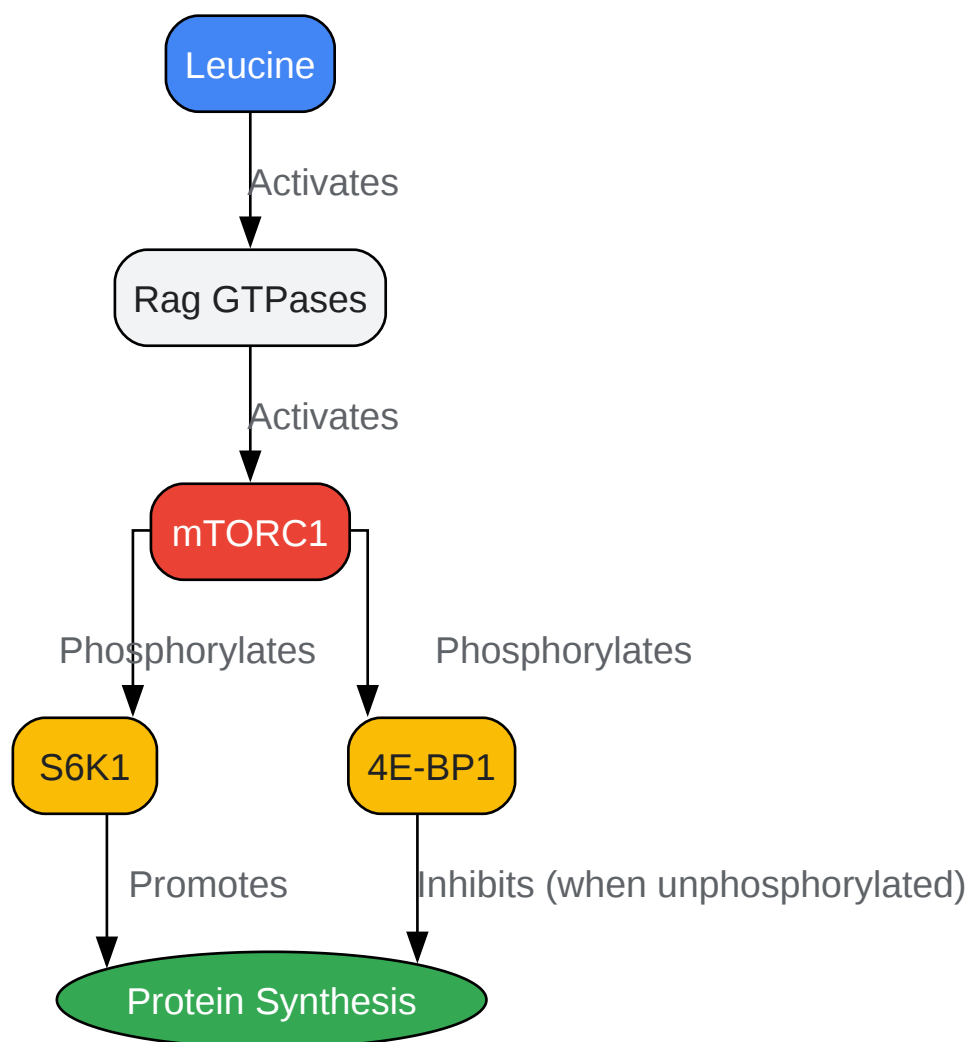 Leucine
Activates
Rag GTPases
Activates
mTORC1
Phosphorylates
Phosphorylates
S6K1
4E-BP1
Promotes
Inhibits (when unphosphorylated)
Protein Synthesis